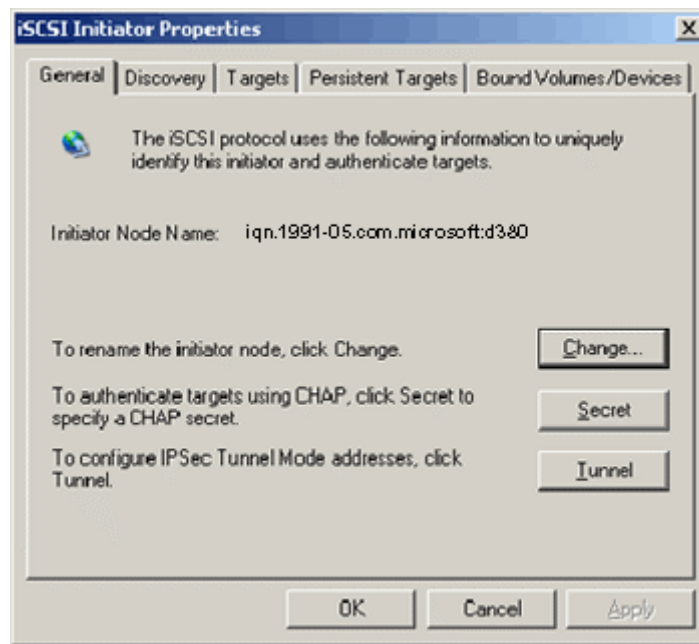 iSCSI Initiator Properties
General Discovery Targets Persistent Targets Bound Volumes/Devices
The iSCSI protocol uses the following information to uniquely
identify this initiator and authenticate targets.
Initiator Node Name: iqn.1991-05.com.microsoft:d380
To rename the initiator node, click Change.
Change...
To authenticate targets using CHAP, click Secret to
specify a CHAP secret.
Secret
To configure IPSec Tunnel Mode addresses, click
Tunnel.
Tunnel
OK Cancel Apply